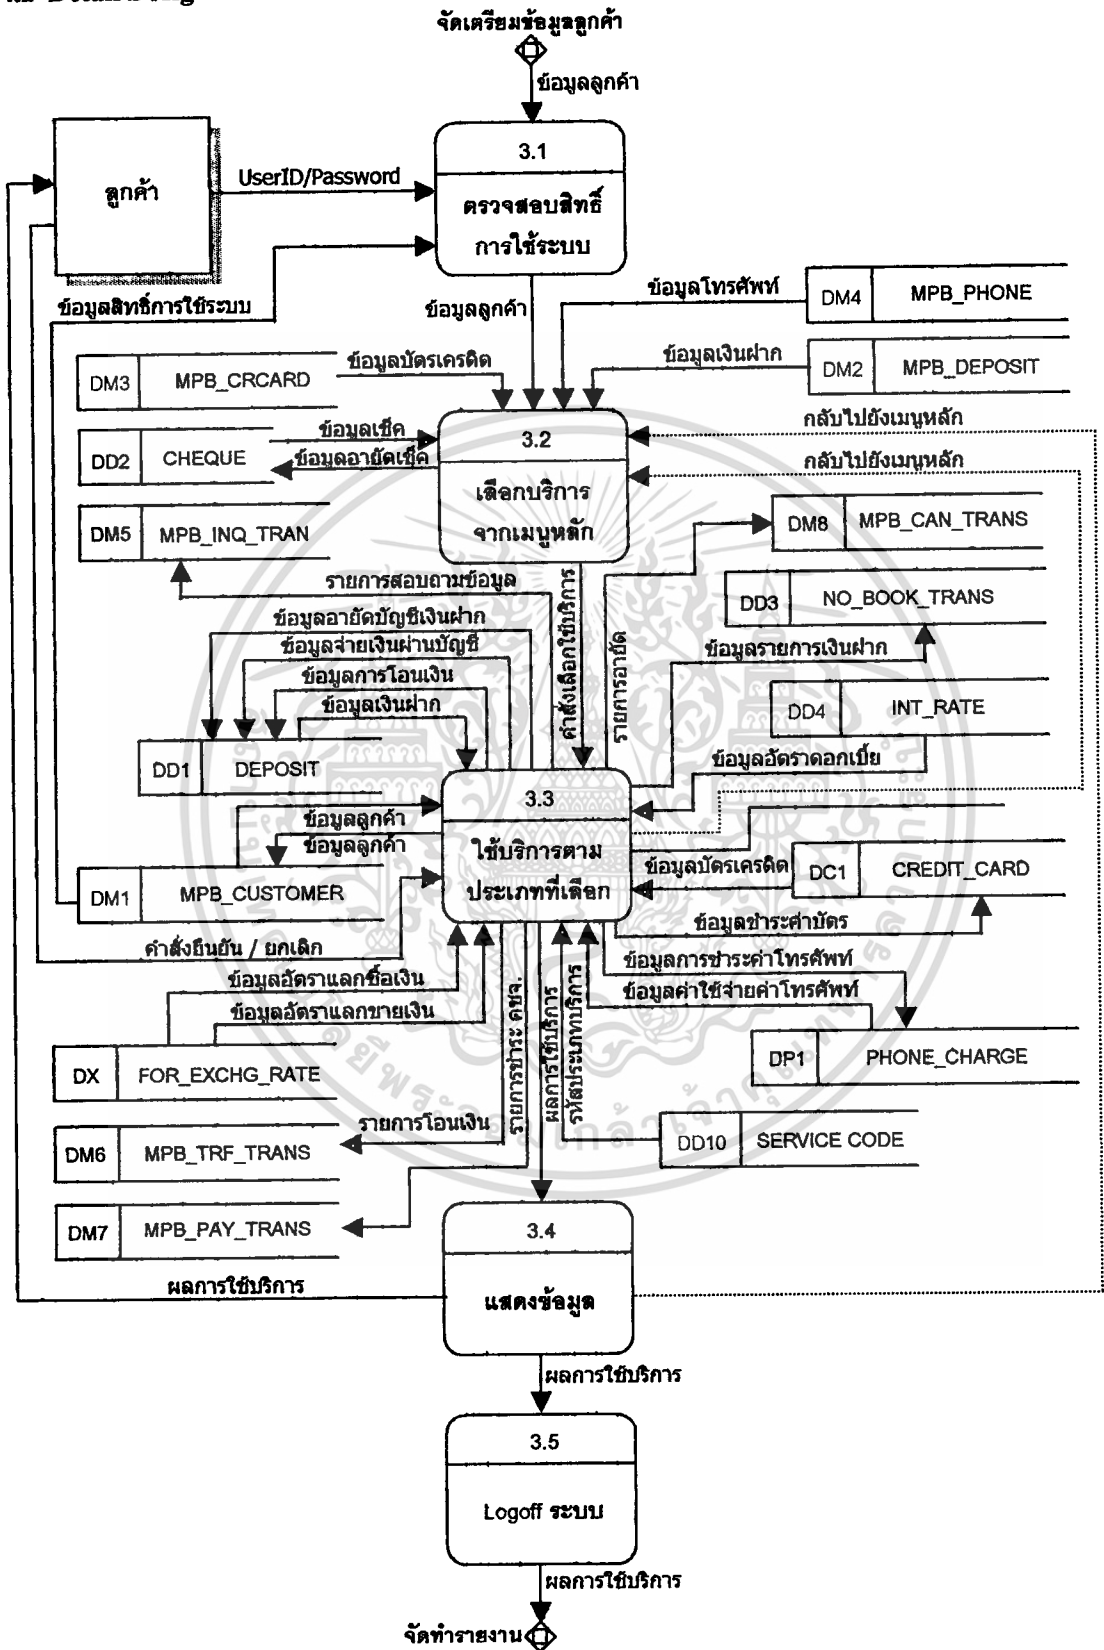 จัดเตรียมข้อมูลลูกค้า
ข้อมูลลูกค้า
ลูกค้า
UserID/Password
3.1
ตรวจสอบสิทธิ์
การใช้ระบบ
ข้อมูลสิทธิ์การใช้ระบบ
ข้อมูลลูกค้า
ข้อมูลโทรศัพท์
DM4 MPB_PHONE
DM3 MPB_CRCARD
ข้อมูลบัตรเครดิต
ข้อมูลเงินฝาก
DM2 MPB_DEPOSIT
DD2 CHEQUE
ข้อมูลเช็ค
ข้อมูลอายัดเช็ค
3.2
เลือกบริการ
จากเมนูหลัก
กลับไปยังเมนูหลัก
กลับไปยังเมนูหลัก
DM5 MPB_INQ_TRAN
DM8 MPB_CAN_TRANS
รายการสอบถามข้อมูล
ข้อมูลอายัดบัญชีเงินฝาก
ข้อมูลจ่ายเงินผ่านบัญชี
ข้อมูลการโอนเงิน
ข้อมูลเงินฝาก
คำสั่งเลือกใช้บริการ
รายการอายัด
DD3 NO_BOOK_TRANS
ข้อมูลรายการเงินฝาก
DD4 INT_RATE
ข้อมูลอัตราดอกเบี้ย
DD1 DEPOSIT
3.3
ใช้บริการตาม
ประเภทที่เลือก
ข้อมูลลูกค้า
ข้อมูลลูกค้า
DM1 MPB_CUSTOMER
ข้อมูลบัตรเครดิต
DC1 CREDIT_CARD
ข้อมูลชำระค่าบัตร
คำสั่งยืนยัน / ยกเลิก
ข้อมูลอัตราแลกซื้อเงิน
ข้อมูลอัตราแลกขายเงิน
ข้อมูลการชำระค่าโทรศัพท์
ข้อมูลค่าใช้จ่ายค่าโทรศัพท์
DX FOR_EXCHG_RATE
DP1 PHONE_CHARGE
รายการชำระ คชจ.
ผลการใช้บริการ
รหัสประเภทบริการ
DM6 MPB_TRF_TRANS
รายการโอนเงิน
DD10 SERVICE CODE
DM7 MPB_PAY_TRANS
3.4
แสดงข้อมูล
ผลการใช้บริการ
ผลการใช้บริการ
3.5
Logoff ระบบ
ผลการใช้บริการ
จัดทำรายงาน